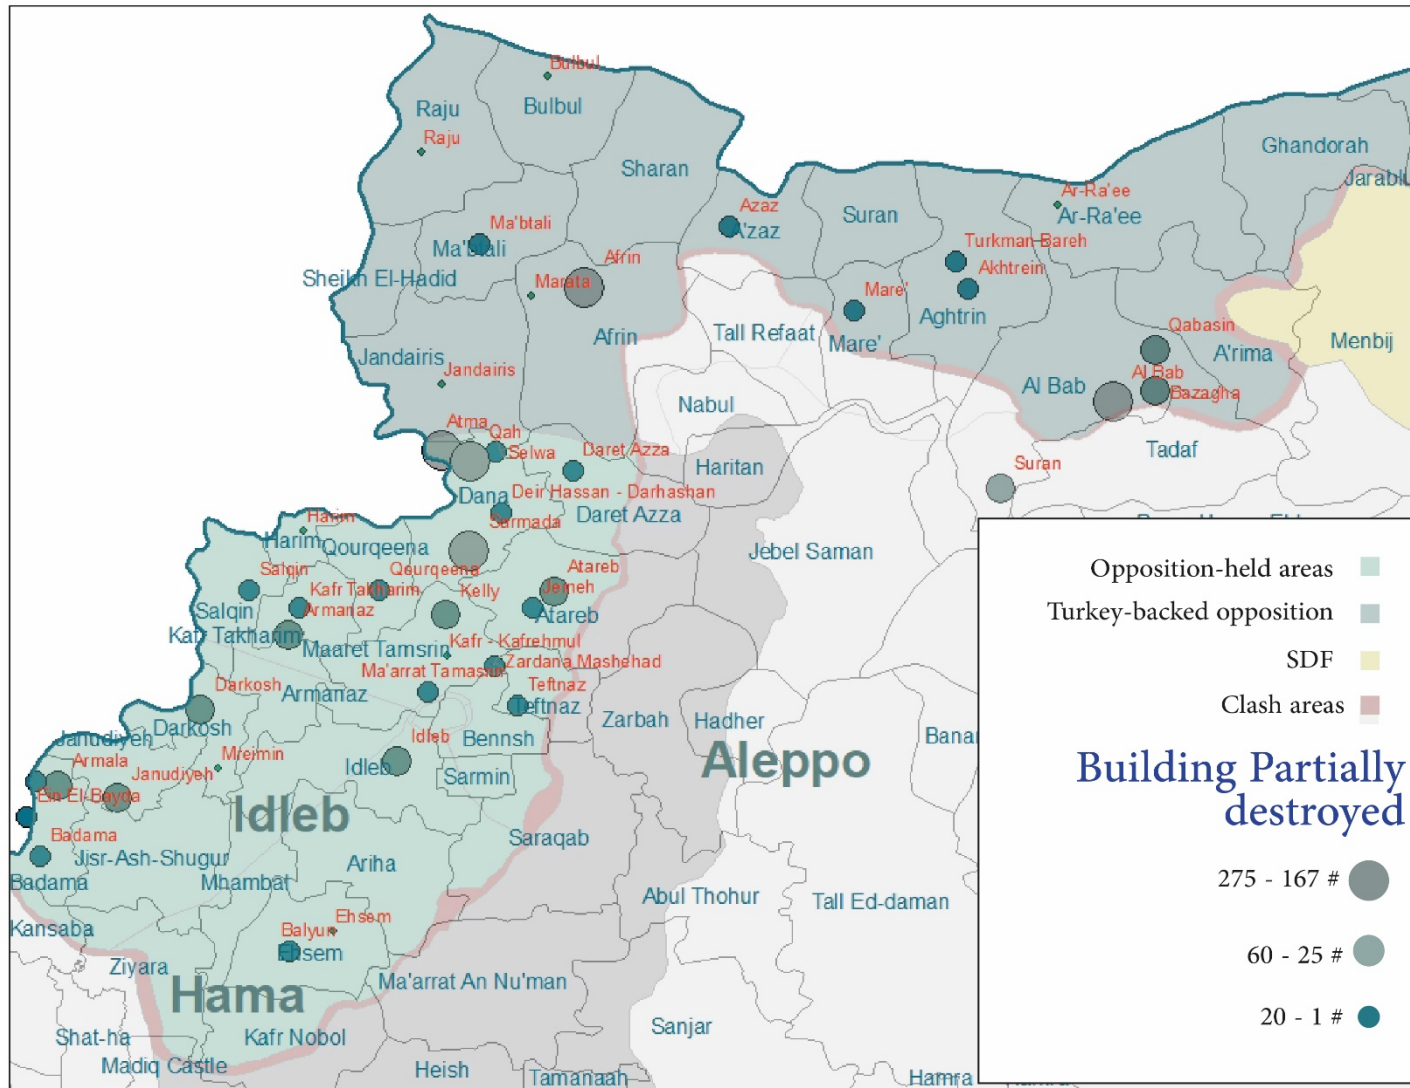 Bulbul
Raju
Bulbul
Raju
Sharan
Ghandorah
Jarablu
Ar-Ra'ee
Ar-Ra'ee
Azaz
A'zaz
Suran
Ma'btali
Ma'btali
Turkman Bareh
Akhtrein
Sheikh El-Hadid
Afrin
Marata
Mare'
Aghtrin
Qabasin
Afrin
Tall Refaat
Mare'
A'rima
Menbij
Jandairis
Jandairis
Al Bab
Al Bab
Bazagha
Nabul
Atma
Qah
Selwa
Daret Azza
Haritan
Tadaf
Suran
Dana
Deir Hassan - Darhashan
Sarmada
Daret Azza
Harim
Harim
Qourqeena
Jebel Saman
Salqin
Kafr Takharim
Qourqeena
Kelly
Atareb
Jemeh
Salqin
Armanaz
Atareb
Kafr Takharim
Maaret Tamsrin
Kafr - Kafrehmul
Ma'arrat Tamasrin
Zardana Mashehad
Darkosh
Armanaz
Teftnaz
Teftnaz
Darkosh
Zarbah
Hadher
Banan
Janudiyeh
Armala
Janudiyeh
Mreimin
Idleb
Bennsh
Idleb
Sarmin
Aleppo
Ein El-Bayda
Idleb
Badama
Jisr-Ash-Shugur
Saraqab
Ariha
Badama
Mhambal
Abul Thohur
Tall Ed-daman
Kansaba
Balyun
Ehsem
Ehsem
Ziyara
Hama
Ma'arrat An Nu'man
Shat-ha
Kafr Nobol
Sanjar
Madiq Castle
Heish
Tamanaah
Hamra
Opposition-held areas
Turkey-backed opposition
SDF
Clash areas
Building Partially
destroyed
275 - 167 #
60 - 25 #
20 - 1 #